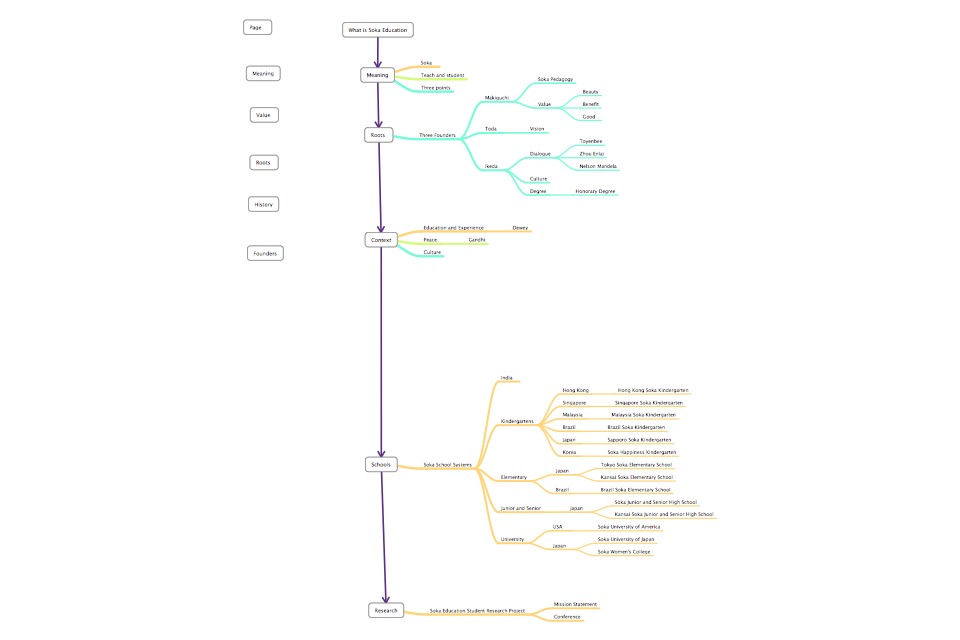 Page
Meaning
Value
Roots
History
Founders
What is Soka Education
Meaning
Soka
Teach and student
Three points
Roots
Three Founders
Makiguchi
Soka Pedagogy
Value
Beauty
Benefit
Good
Toda
Vision
Ikeda
Dialogue
Toyenbee
Zhou Enlai
Nelson Mandela
Culture
Degree
Honorary Degree
Context
Education and Experience
Dewey
Peace
Gandhi
Culture
Schools
Soka School Systems
India
Kindergartens
Hong Kong
Hong Kong Soka Kindergarten
Singapore
Singapore Soka Kindergarten
Malaysia
Malaysia Soka Kindergarten
Brazil
Brazil Soka Kindergarten
Japan
Sapporo Soka Kindergarten
Korea
Soka Happiness Kindergarten
Elementary
Japan
Tokyo Soka Elementary School
Kansai Soka Elementary School
Brazil
Brazil Soka Elementary School
Junior and Senior
Japan
Soka Junior and Senior High School
Kansai Soka Junior and Senior High School
University
USA
Soka University of America
Japan
Soka University of Japan
Soka Women's College
Research
Soka Education Student Research Project
Mission Statement
Conference